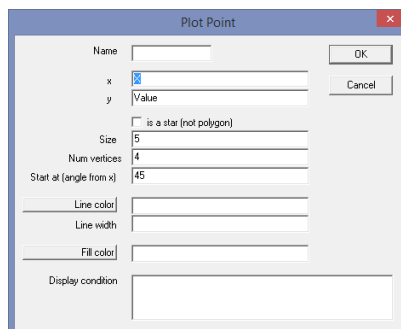 Plot Point
Name
OK
x X
Cancel
y Value
is a star (not polygon)
Size 5
Num vertices 4
Start at (angle from x) 45
Line color
Line width
Fill color
Display condition